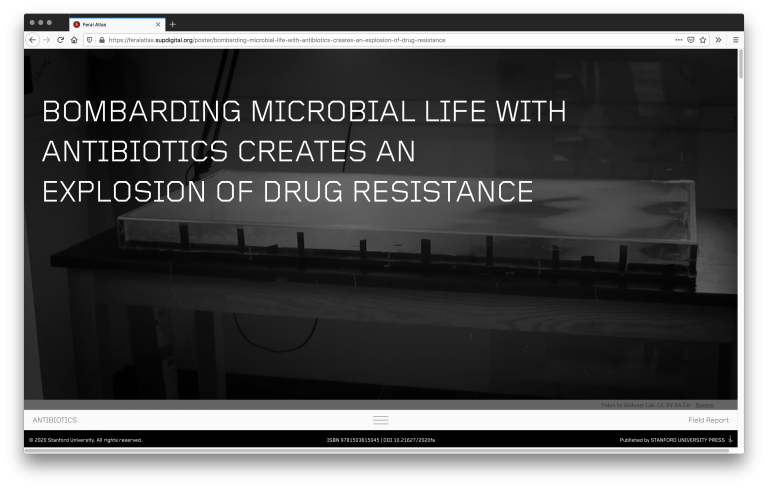 Feral Atlas
https://feralatlas.supdigital.org/poster/bombarding-microbial-life-with-antibiotics-creates-an-explosion-of-drug-resistance
BOMBARDING MICROBIAL LIFE WITH
ANTIBIOTICS CREATES AN
EXPLOSION OF DRUG RESISTANCE
Video by Kishony Lab, CC BY-SA 4.0
ANTIBIOTICS
Field Report
© 2020 Stanford University. All rights reserved.
ISBN 9781503615045 | DOI 10.21627/2020fa
Published by STANFORD UNIVERSITY PRESS